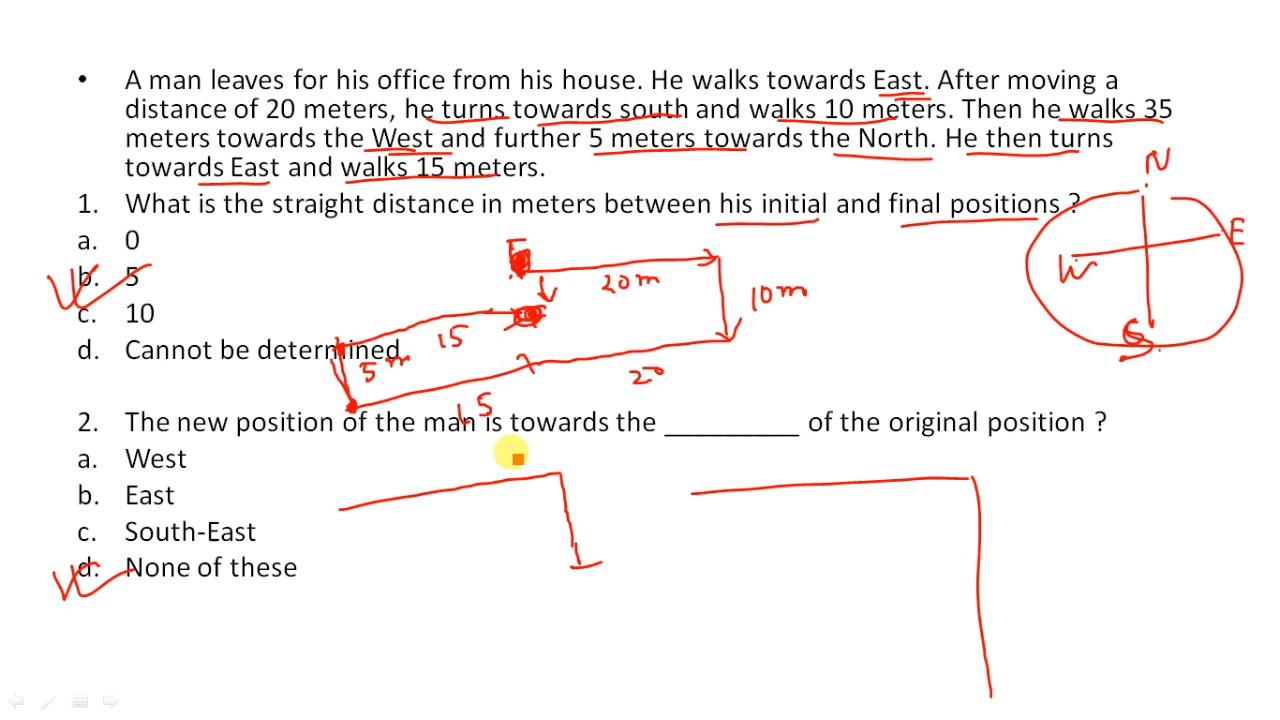 • A man leaves for his office from his house. He walks towards East. After moving a
distance of 20 meters, he turns towards south and walks 10 meters. Then he walks 35
meters towards the West and further 5 meters towards the North. He then turns
towards East and walks 15 meters.
1. What is the straight distance in meters between his initial and final positions ?
a. 0
b. 5
c. 10
d. Cannot be determined
N
E
W
S
20m
10m
15
5m
20
15
2. The new position of the man is towards the _________ of the original position ?
a. West
b. East
c. South-East
d. None of these